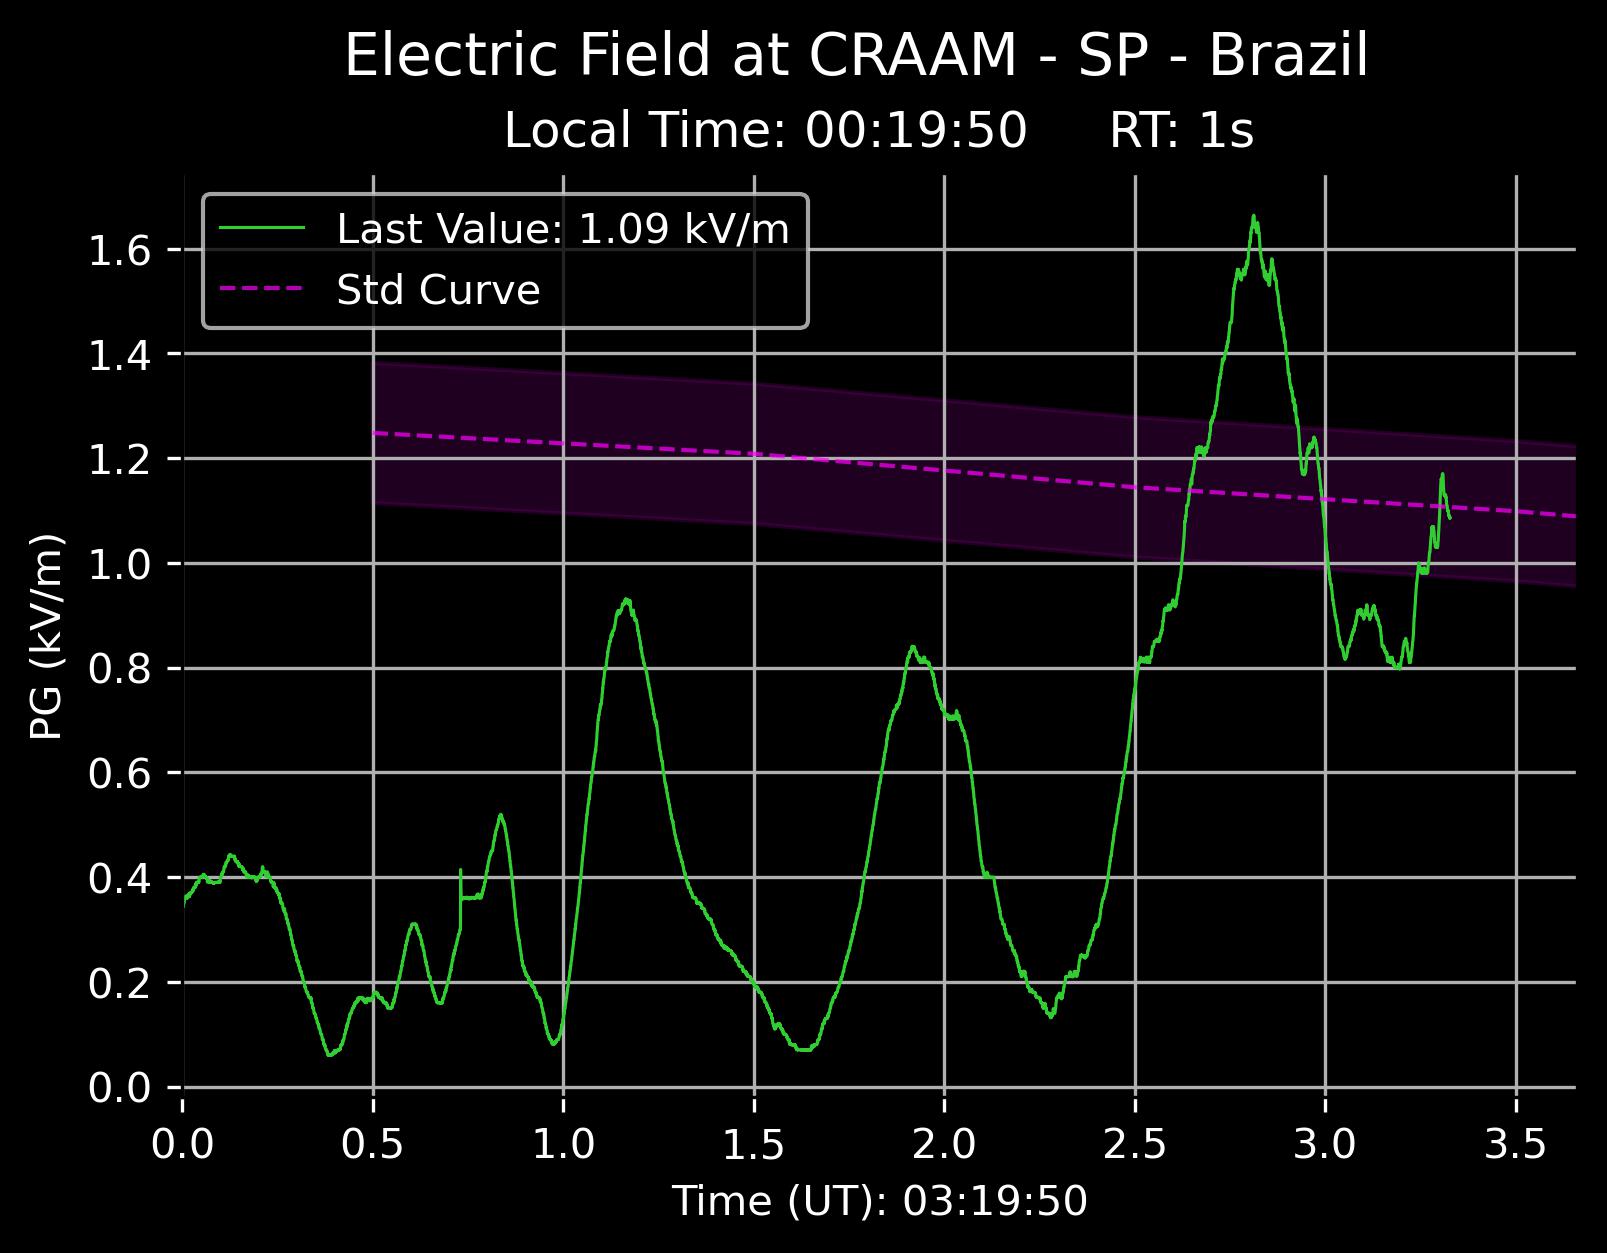 Electric Field at CRAAM - SP - Brazil
Local Time: 00:19:50 RT: 1s
Last Value: 1.09 kV/m
Std Curve
PG (kV/m)
1.6
1.4
1.2
1.0
0.8
0.6
0.4
0.2
0.0
0.0 0.5 1.0 1.5 2.0 2.5 3.0 3.5
Time (UT): 03:19:50